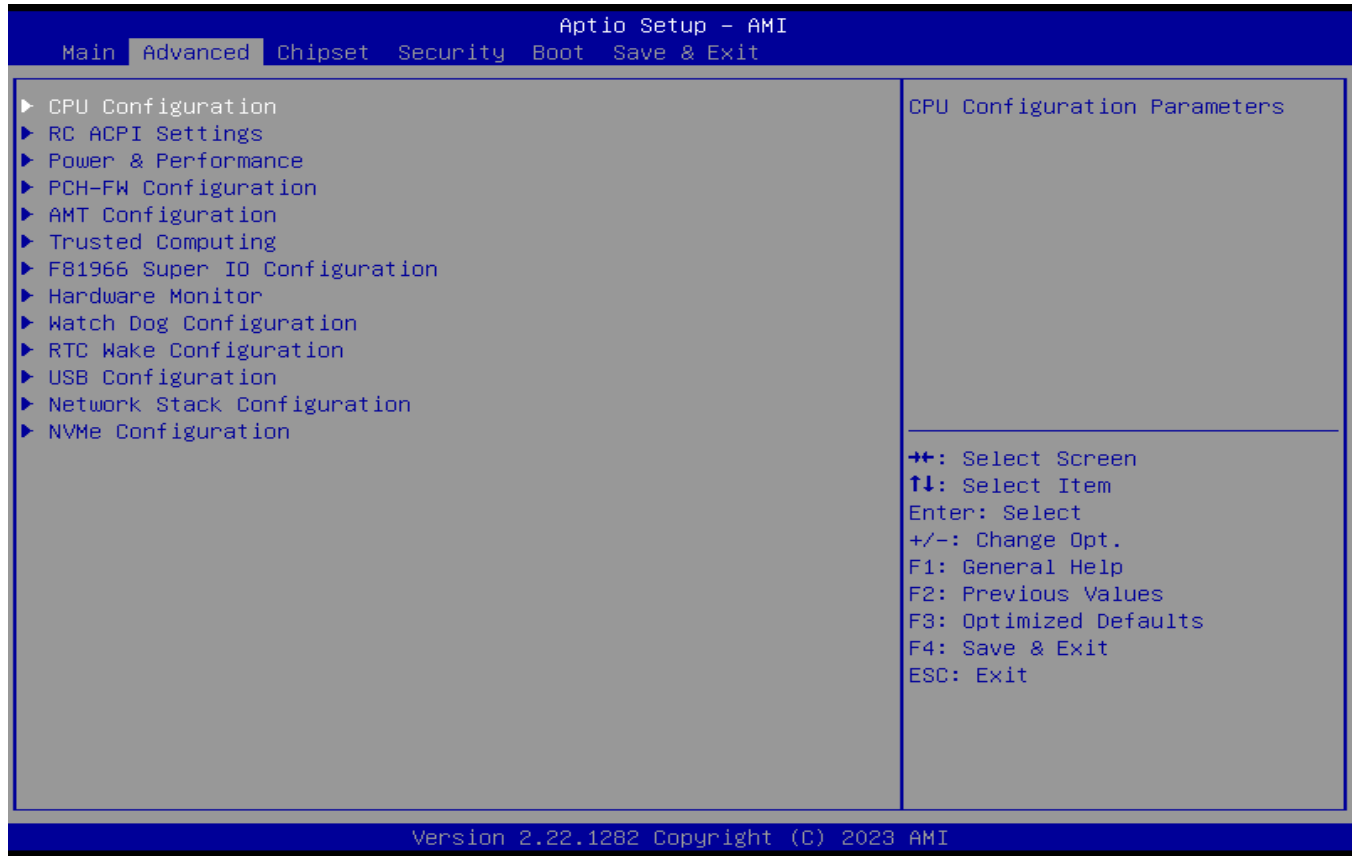 Aptio Setup – AMI
Main Advanced Chipset Security Boot Save & Exit
▶ CPU Configuration
▶ RC ACPI Settings
▶ Power & Performance
▶ PCH-FW Configuration
▶ AMT Configuration
▶ Trusted Computing
▶ F81966 Super IO Configuration
▶ Hardware Monitor
▶ Watch Dog Configuration
▶ RTC Wake Configuration
▶ USB Configuration
▶ Network Stack Configuration
▶ NVMe Configuration
CPU Configuration Parameters
→←: Select Screen
↑↓: Select Item
Enter: Select
+/-: Change Opt.
F1: General Help
F2: Previous Values
F3: Optimized Defaults
F4: Save & Exit
ESC: Exit
Version 2.22.1282 Copyright (C) 2023 AMI